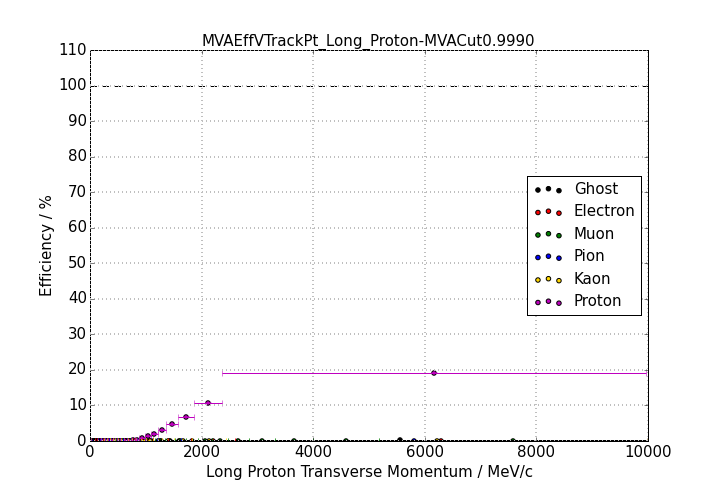 MVAEffVTrackPt_Long_Proton-MVACut0.9990
110
100
90
80
70
60
50
40
30
20
10
0
Efficiency / %
Ghost
Electron
Muon
Pion
Kaon
Proton
0 2000 4000 6000 8000 10000
Long Proton Transverse Momentum / MeV/c